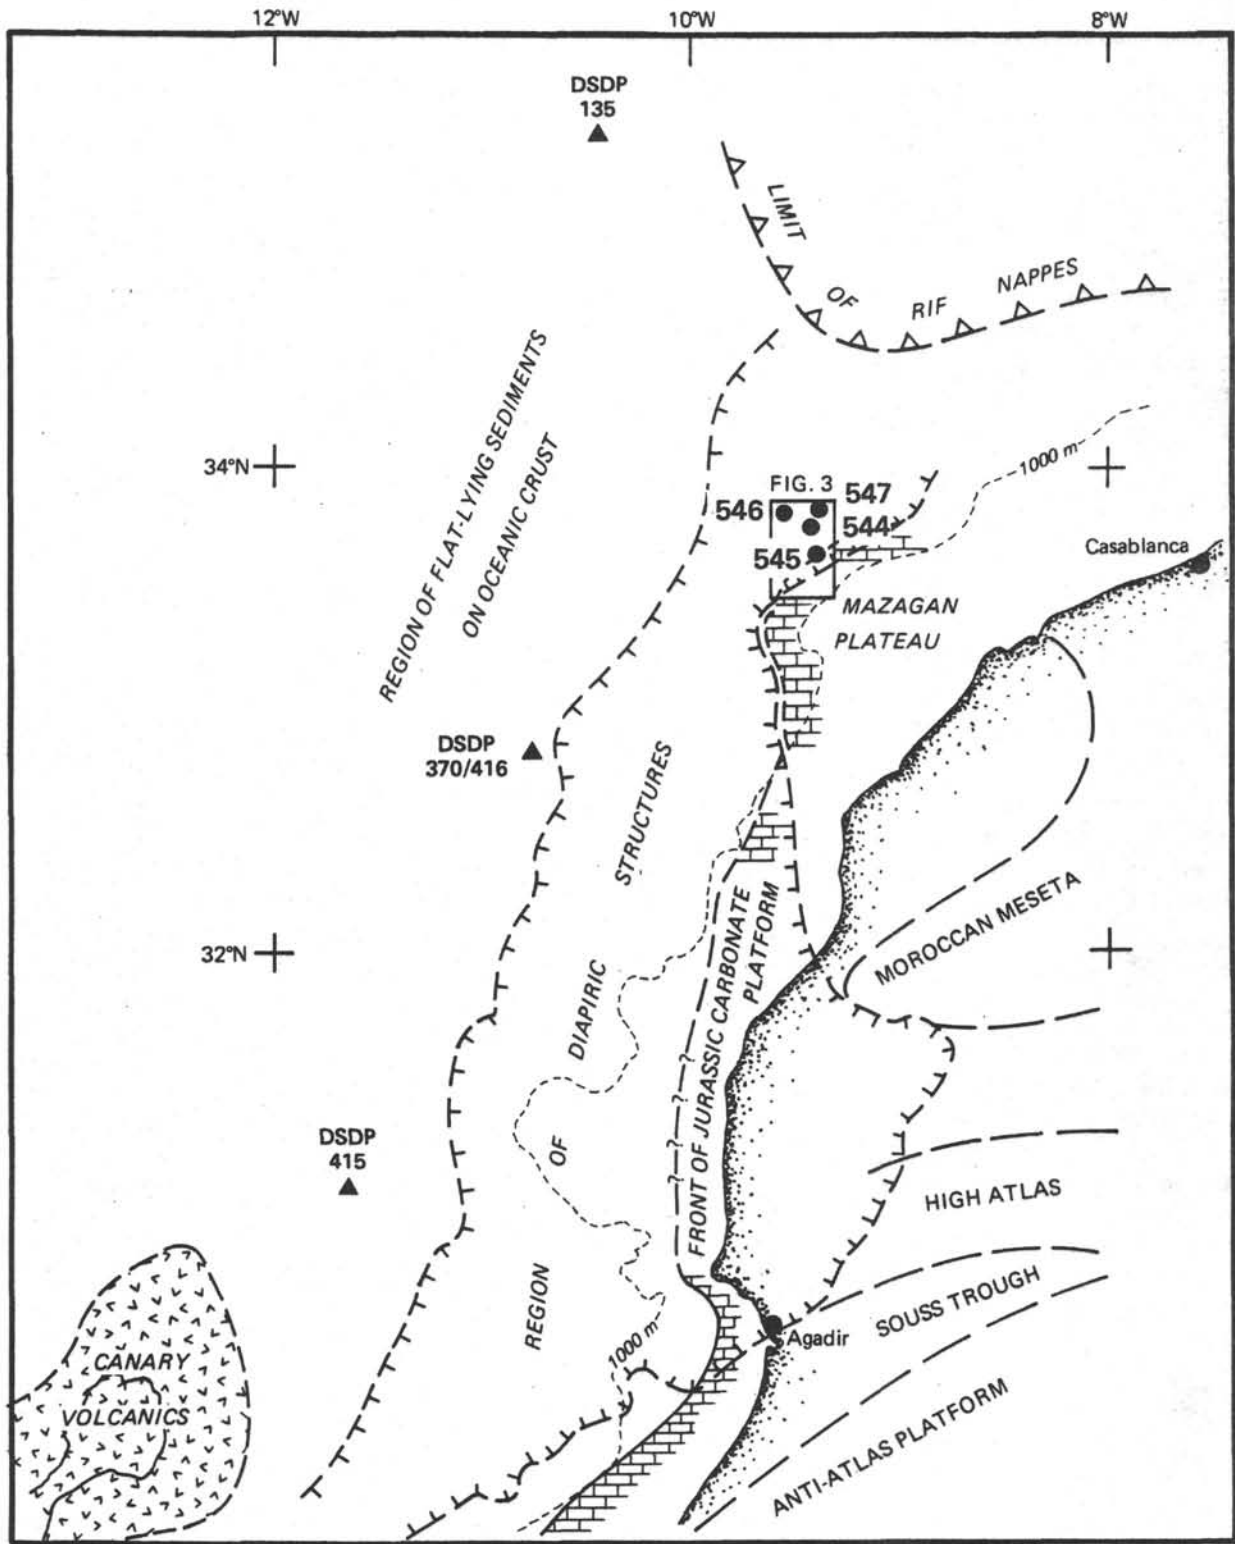 12°W
10°W
8°W
DSDP
135
LIMIT
OF
RIF
NAPPES
REGION OF FLAT-LYING SEDIMENTS
ON OCEANIC CRUST
34°N
1000 m
FIG. 3
546
547
544
545
Casablanca
MAZAGAN
PLATEAU
DSDP
370/416
REGION
OF
DIAPIRIC
STRUCTURES
FRONT OF JURASSIC CARBONATE
PLATFORM
32°N
MOROCCAN MESETA
? ? ? ?
DSDP
415
HIGH ATLAS
SOUSS TROUGH
Agadir
1000 m
CANARY
VOLCANICS
ANTI-ATLAS PLATFORM